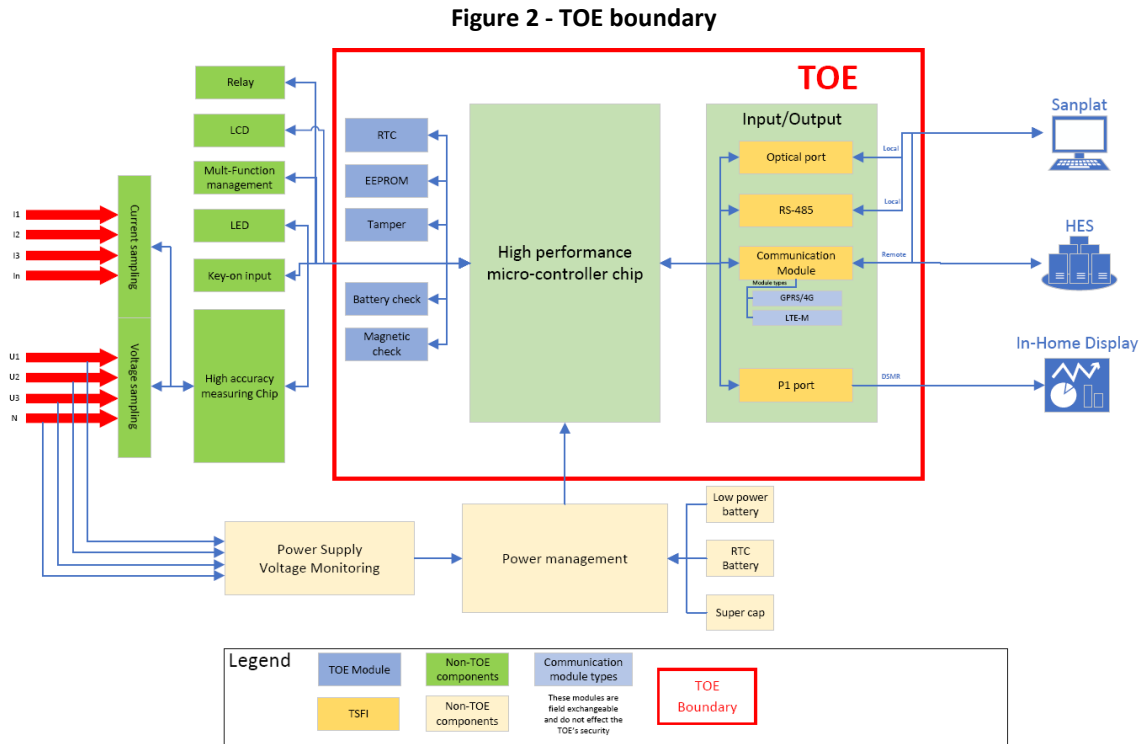 Figure 2 - TOE boundary
TOE
Relay
LCD
Mult-Function
management
LED
Key-on input
High accuracy
measuring Chip
Current sampling
Voltage sampling
I1
I2
I3
In
U1
U2
U3
N
RTC
EEPROM
Tamper
Battery check
Magnetic
check
High performance
micro-controller chip
Input/Output
Optical port
RS-485
Communication
Module
Module types
GPRS/4G
LTE-M
P1 port
Local
Local
Remote
DSMR
Sanplat
HES
In-Home Display
Power Supply
Voltage Monitoring
Power management
Low power
battery
RTC
Battery
Super cap
Legend
TOE Module
Non-TOE
components
Communication
module types
TSFI
Non-TOE
components
These modules are
field exchangeable
and do not effect the
TOE's security
TOE
Boundary